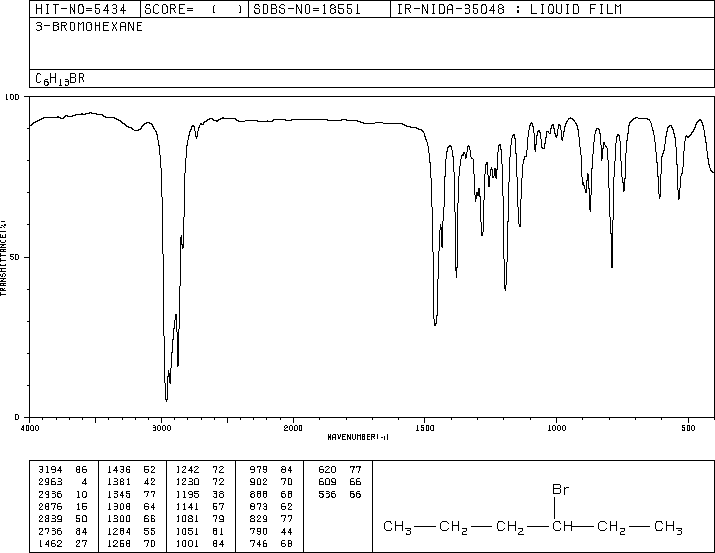 HIT-NO=5434 SCORE= ( ) SDBS-NO=18551 IR-NIDA-35048 : LIQUID FILM
3-BROMOHEXANE
C6H13BR
100
50
0
TRANSMITTANCE(%)
4000 3000 2000 1500 1000 500
WAVENUMBER(-1)
3194 86 1436 52 1242 72 979 84 620 77
2963 4 1381 42 1230 72 902 70 609 66
2936 10 1345 77 1195 38 888 68 536 66
2876 15 1308 64 1141 57 873 62
2839 50 1300 66 1081 79 829 77
2736 84 1284 55 1051 81 790 44
1462 27 1258 70 1001 84 746 68
Br
CH3—CH2—CH2—CH—CH2—CH3